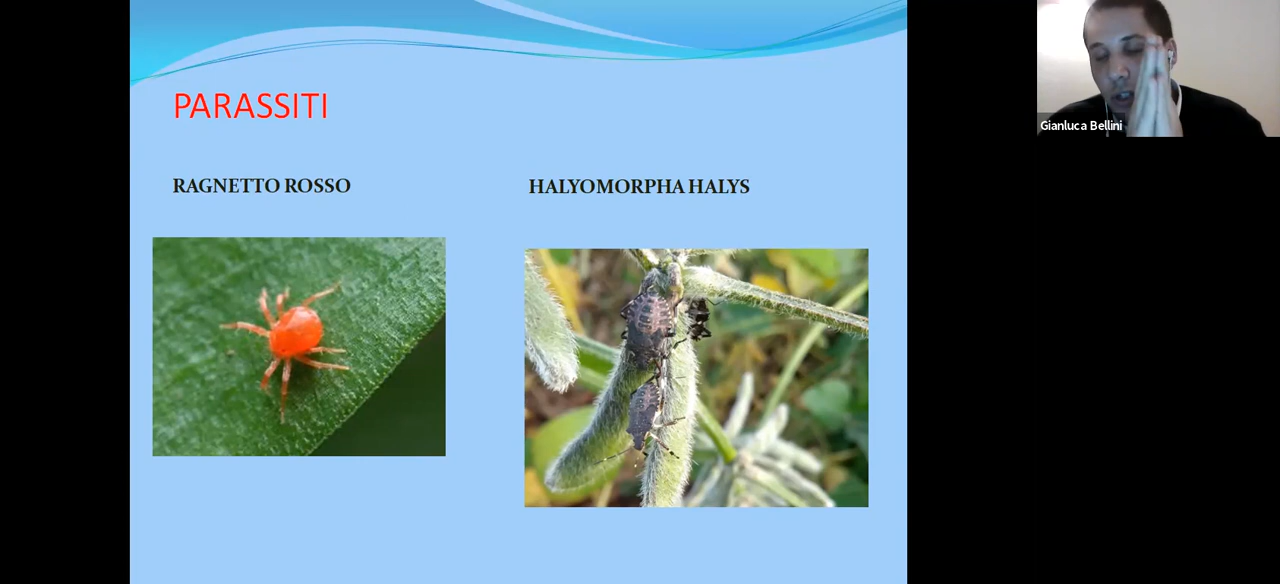 PARASSITI
RAGNETTO ROSSO
HALYOMORPHA HALYS
Gianluca Bellini